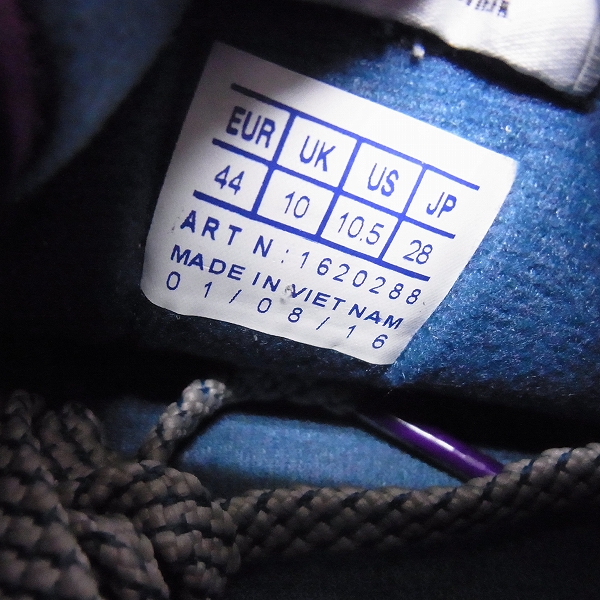 EUR UK US JP
44 10 10.5 28
ART N : 1620288
MADE IN VIETNAM
01/08/16